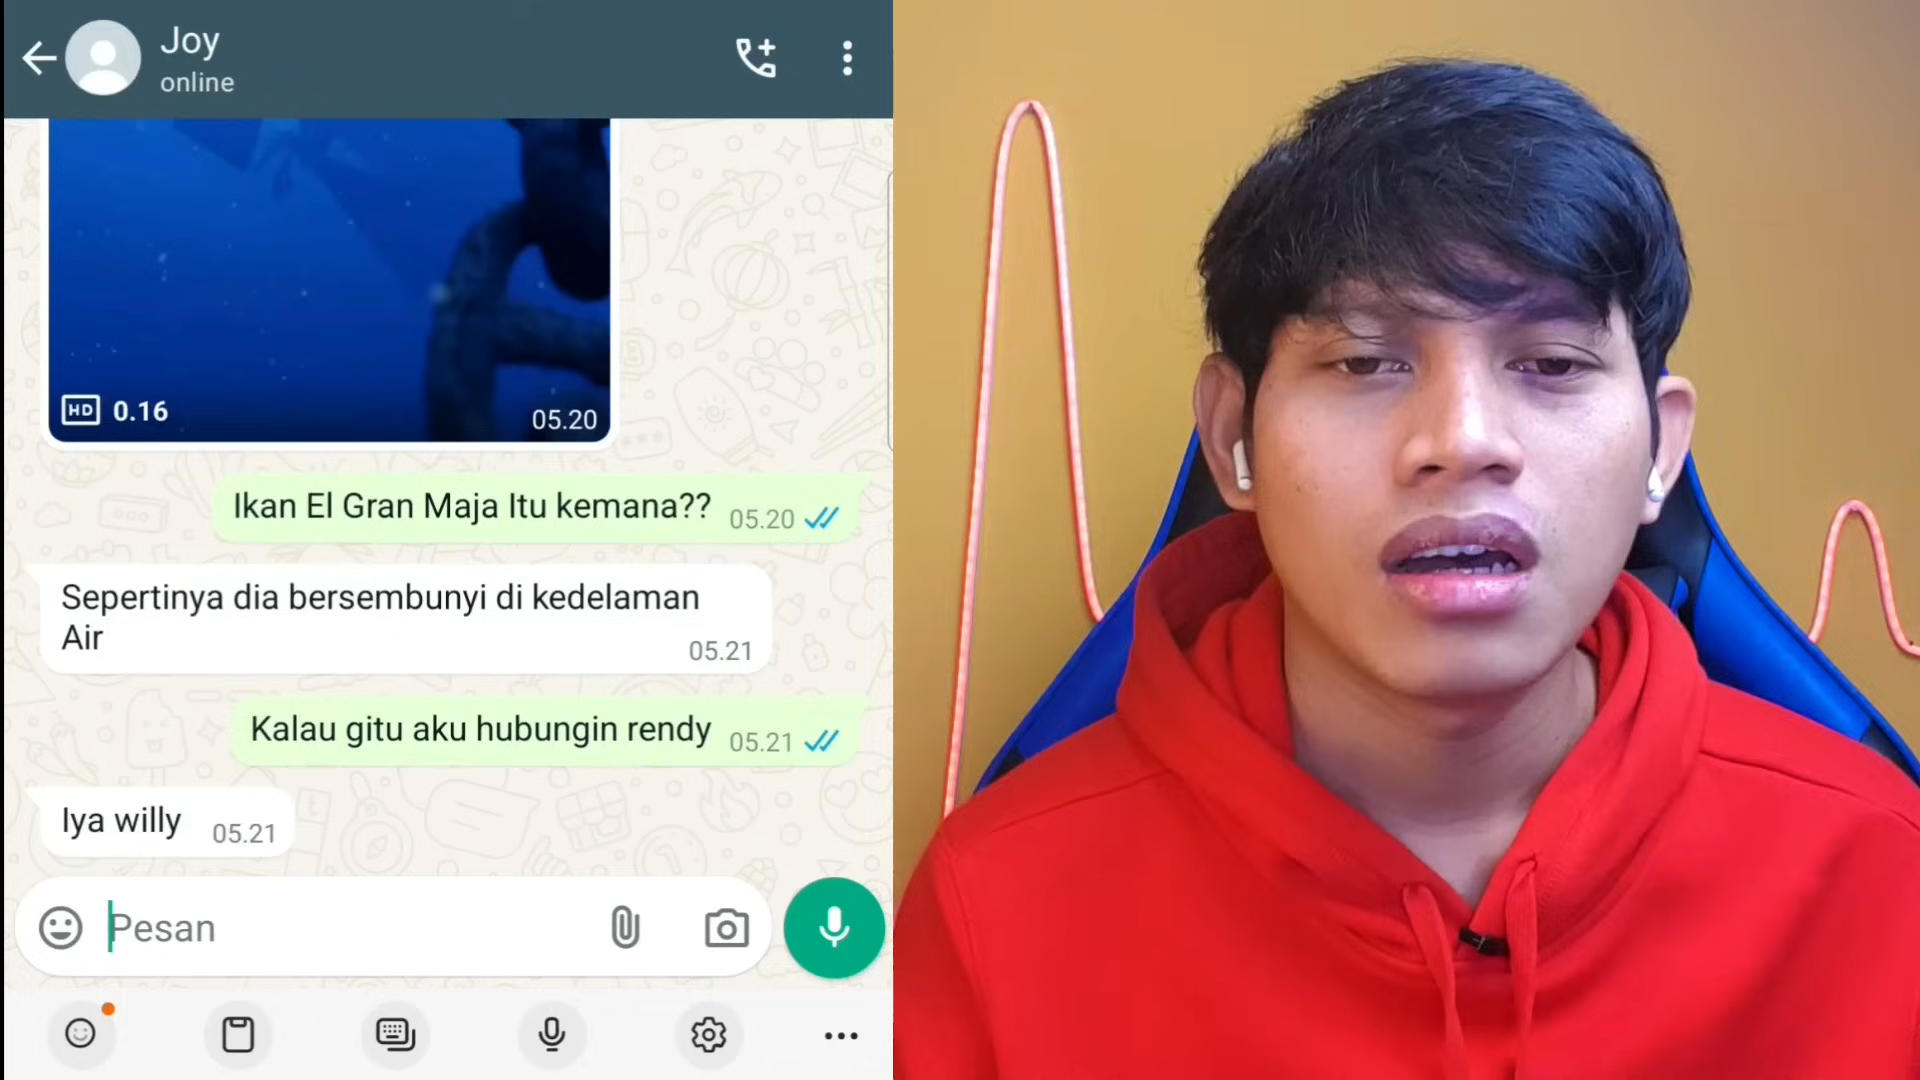 Joy
online
HD 0.16
05.20
Ikan El Gran Maja Itu kemana?? 05.20
Sepertinya dia bersembunyi di kedelaman
Air
05.21
Kalau gitu aku hubungin rendy 05.21
Iya willy 05.21
Pesan